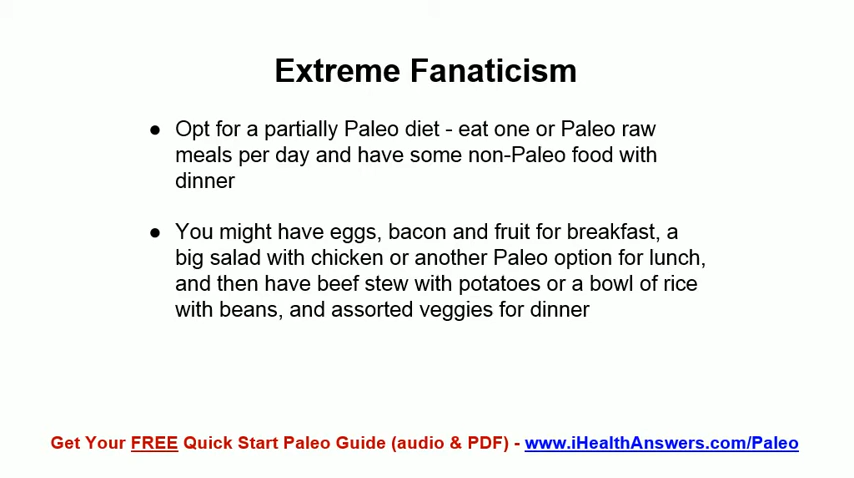 Extreme Fanaticism
● Opt for a partially Paleo diet - eat one or Paleo raw
meals per day and have some non-Paleo food with
dinner
● You might have eggs, bacon and fruit for breakfast, a
big salad with chicken or another Paleo option for lunch,
and then have beef stew with potatoes or a bowl of rice
with beans, and assorted veggies for dinner
Get Your FREE Quick Start Paleo Guide (audio & PDF) - www.iHealthAnswers.com/Paleo